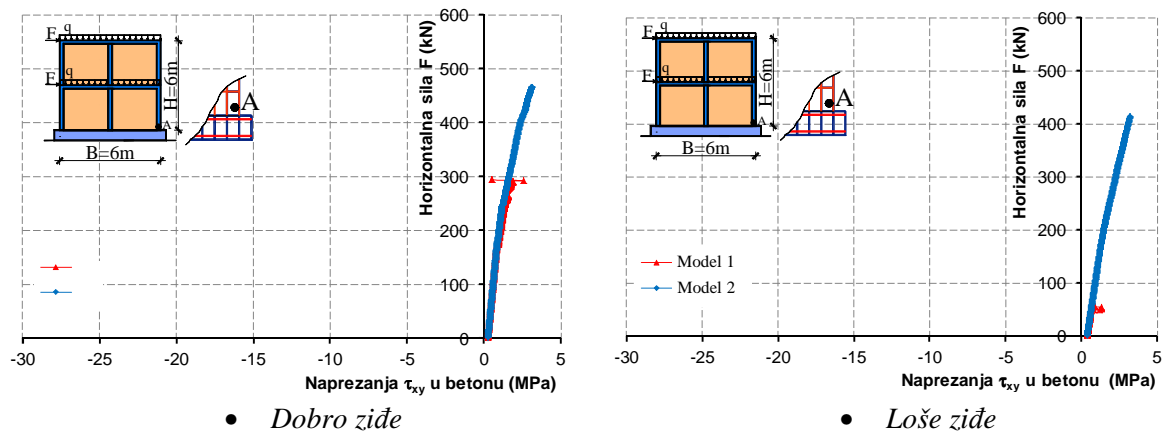 600
500
400
300
200
100
0
-30 -25 -20 -15 -10 -5 0 5
Horizontalna sila F (kN)
Naprezanja τxy u betonu (MPa)
q
F
q
F
H=6m
A
B=6m
A
• Dobro ziđe
600
500
400
300
200
100
0
-30 -25 -20 -15 -10 -5 0 5
Horizontalna sila F (kN)
Naprezanja τxy u betonu (MPa)
q
F
q
F
H=6m
A
B=6m
A
Model 1
Model 2
• Loše ziđe